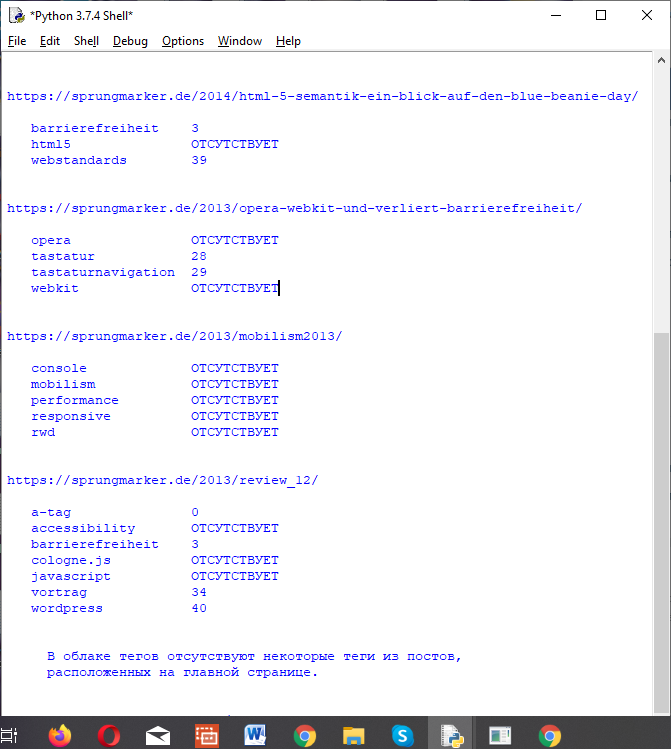 *Python 3.7.4 Shell*
File Edit Shell Debug Options Window Help
https://sprungmarker.de/2014/html-5-semantik-ein-blick-auf-den-blue-beanie-day/
barrierefreiheit 3
html5 ОТСУТСТВУЕТ
webstandards 39
https://sprungmarker.de/2013/opera-webkit-und-verliert-barrierefreiheit/
opera ОТСУТСТВУЕТ
tastatur 28
tastaturnavigation 29
webkit ОТСУТСТВУЕТ
https://sprungmarker.de/2013/mobilism2013/
console ОТСУТСТВУЕТ
mobilism ОТСУТСТВУЕТ
performance ОТСУТСТВУЕТ
responsive ОТСУТСТВУЕТ
rwd ОТСУТСТВУЕТ
https://sprungmarker.de/2013/review_12/
a-tag 0
accessibility ОТСУТСТВУЕТ
barrierefreiheit 3
cologne.js ОТСУТСТВУЕТ
javascript ОТСУТСТВУЕТ
vortrag 34
wordpress 40
В облаке тегов отсутствуют некоторые теги из постов,
расположенных на главной странице.